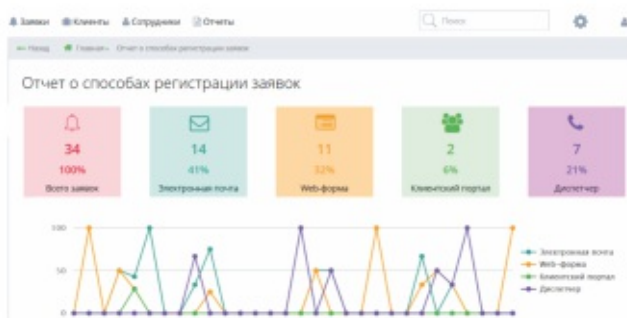 Заявки Клиенты Сотрудники Отчеты Поиск
Назад Главная Отчет о способах регистрации заявок
Отчет о способах регистрации заявок
34 14 11 2 7
100% 41% 32% 6% 21%
Всего заявок Электронная почта Web-форма Клиентский портал Диспетчер
100
50
0
Электронная почта
Web-форма
Клиентский портал
Диспетчер